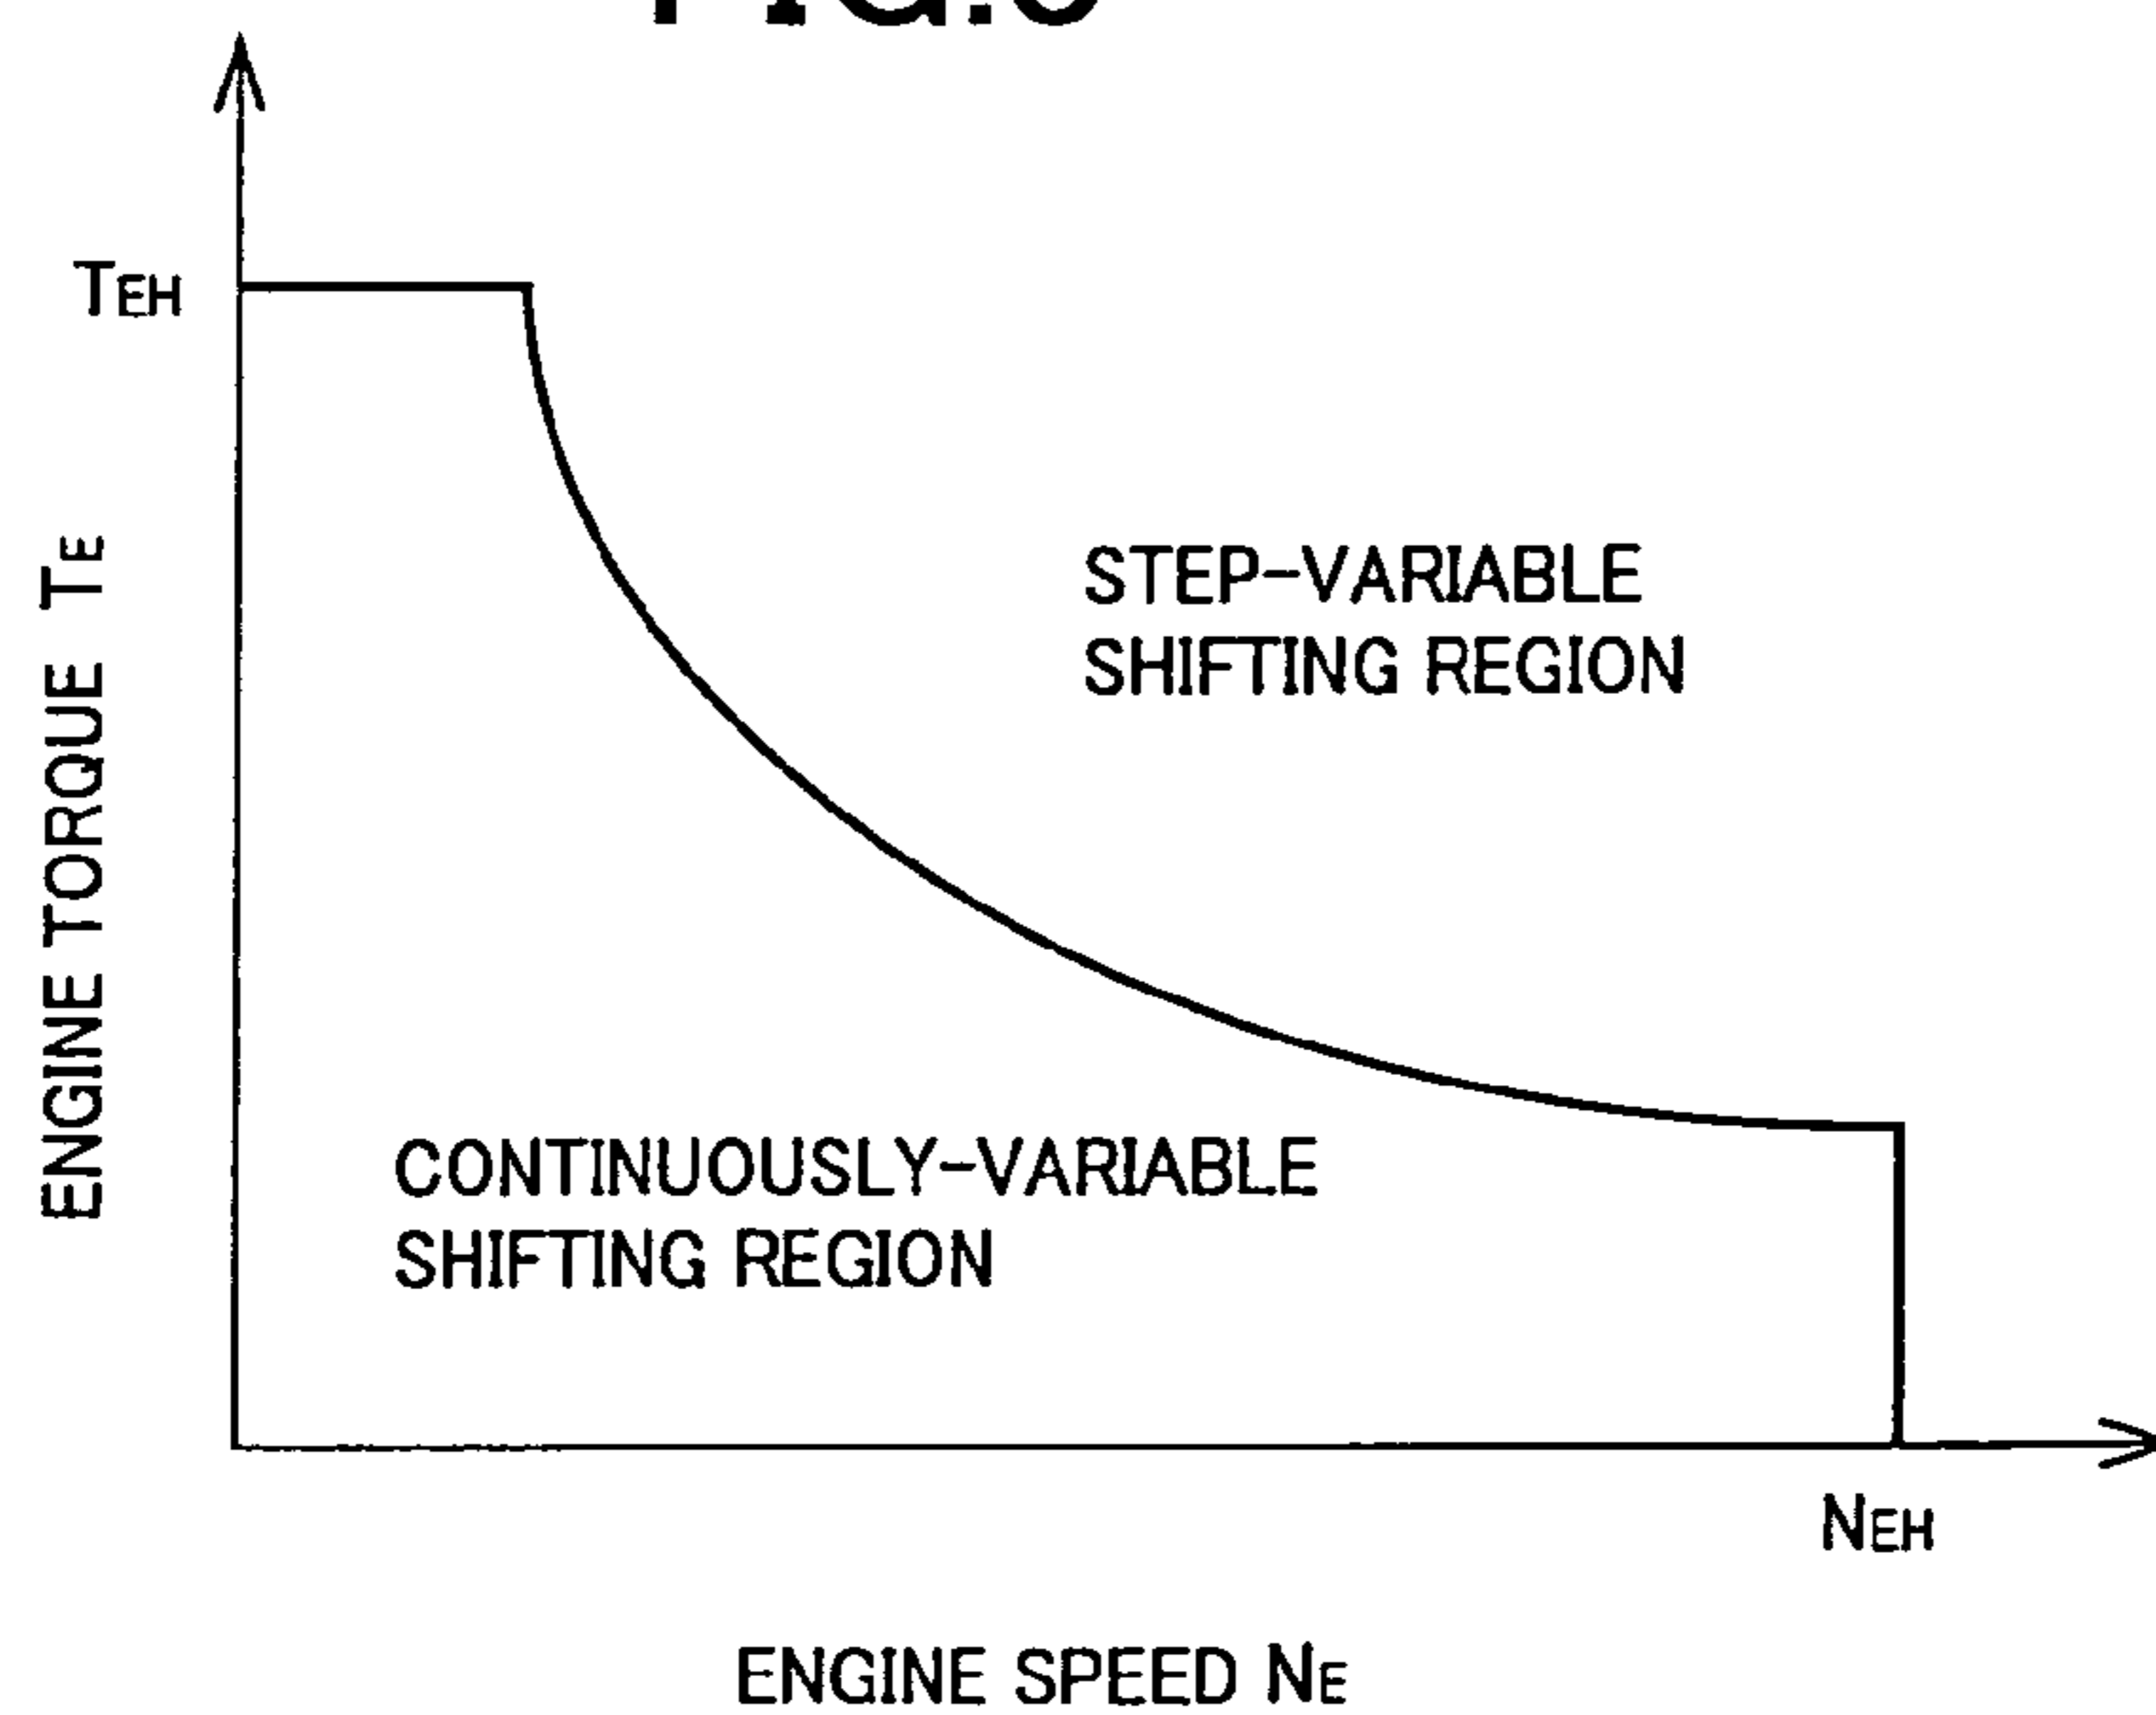 TEH
ENGINE TORQUE TE
STEP-VARIABLE
SHIFTING REGION
CONTINUOUSLY-VARIABLE
SHIFTING REGION
NEH
ENGINE SPEED NE